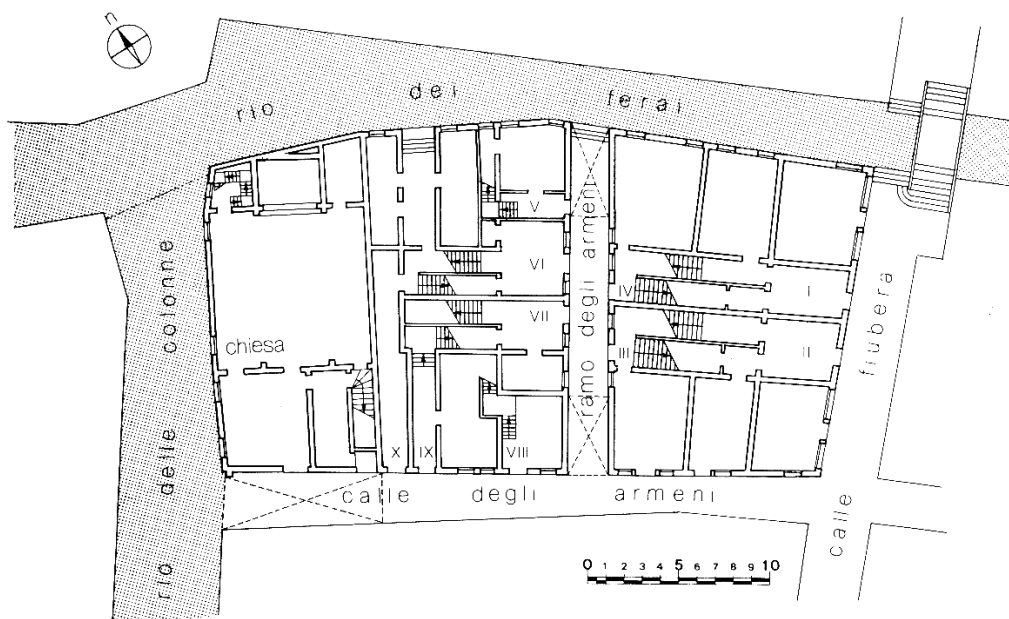 n
rio dei ferai
rio delle colonne
chiesa
ramo degli armeni
calle fiubera
calle degli armeni
V
VI
VII
IV
I
III
II
X
IX
VIII
0 1 2 3 4 5 6 7 8 9 10